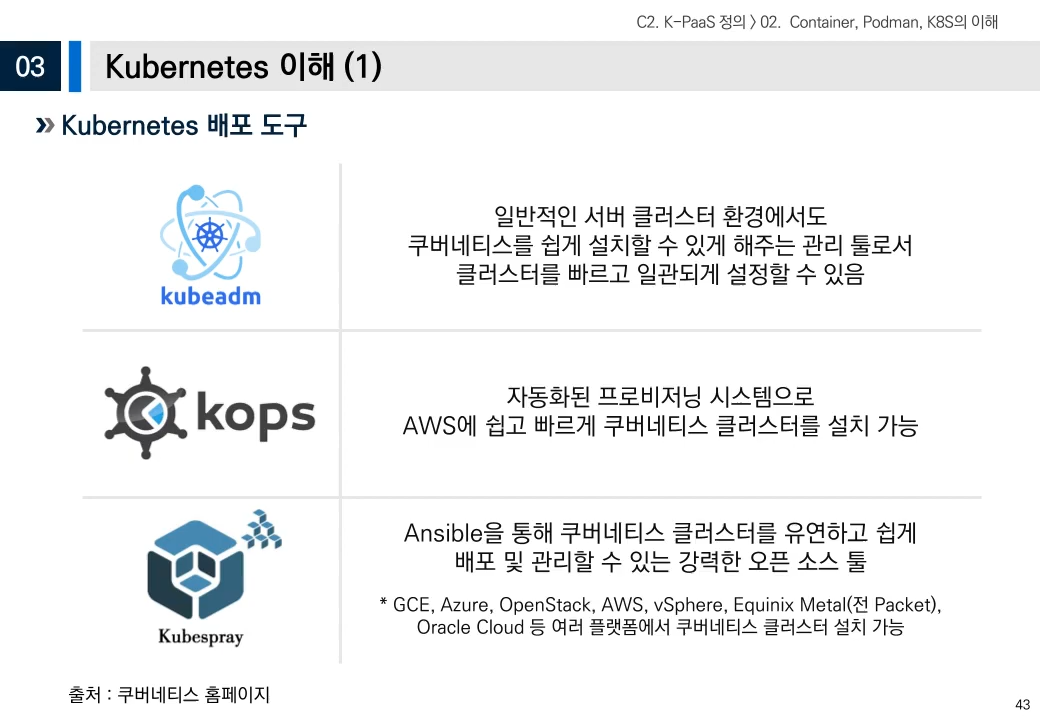 C2. K-PaaS 정의 > 02. Container, Podman, K8S의 이해
03
Kubernetes 이해 (1)
Kubernetes 배포 도구
kubeadm
일반적인 서버 클러스터 환경에서도
쿠버네티스를 쉽게 설치할 수 있게 해주는 관리 툴로서
클러스터를 빠르고 일관되게 설정할 수 있음
kops
자동화된 프로비저닝 시스템으로
AWS에 쉽고 빠르게 쿠버네티스 클러스터를 설치 가능
Kubespray
Ansible을 통해 쿠버네티스 클러스터를 유연하고 쉽게
배포 및 관리할 수 있는 강력한 오픈 소스 툴
* GCE, Azure, OpenStack, AWS, vSphere, Equinix Metal(전 Packet),
Oracle Cloud 등 여러 플랫폼에서 쿠버네티스 클러스터 설치 가능
출처 : 쿠버네티스 홈페이지
43